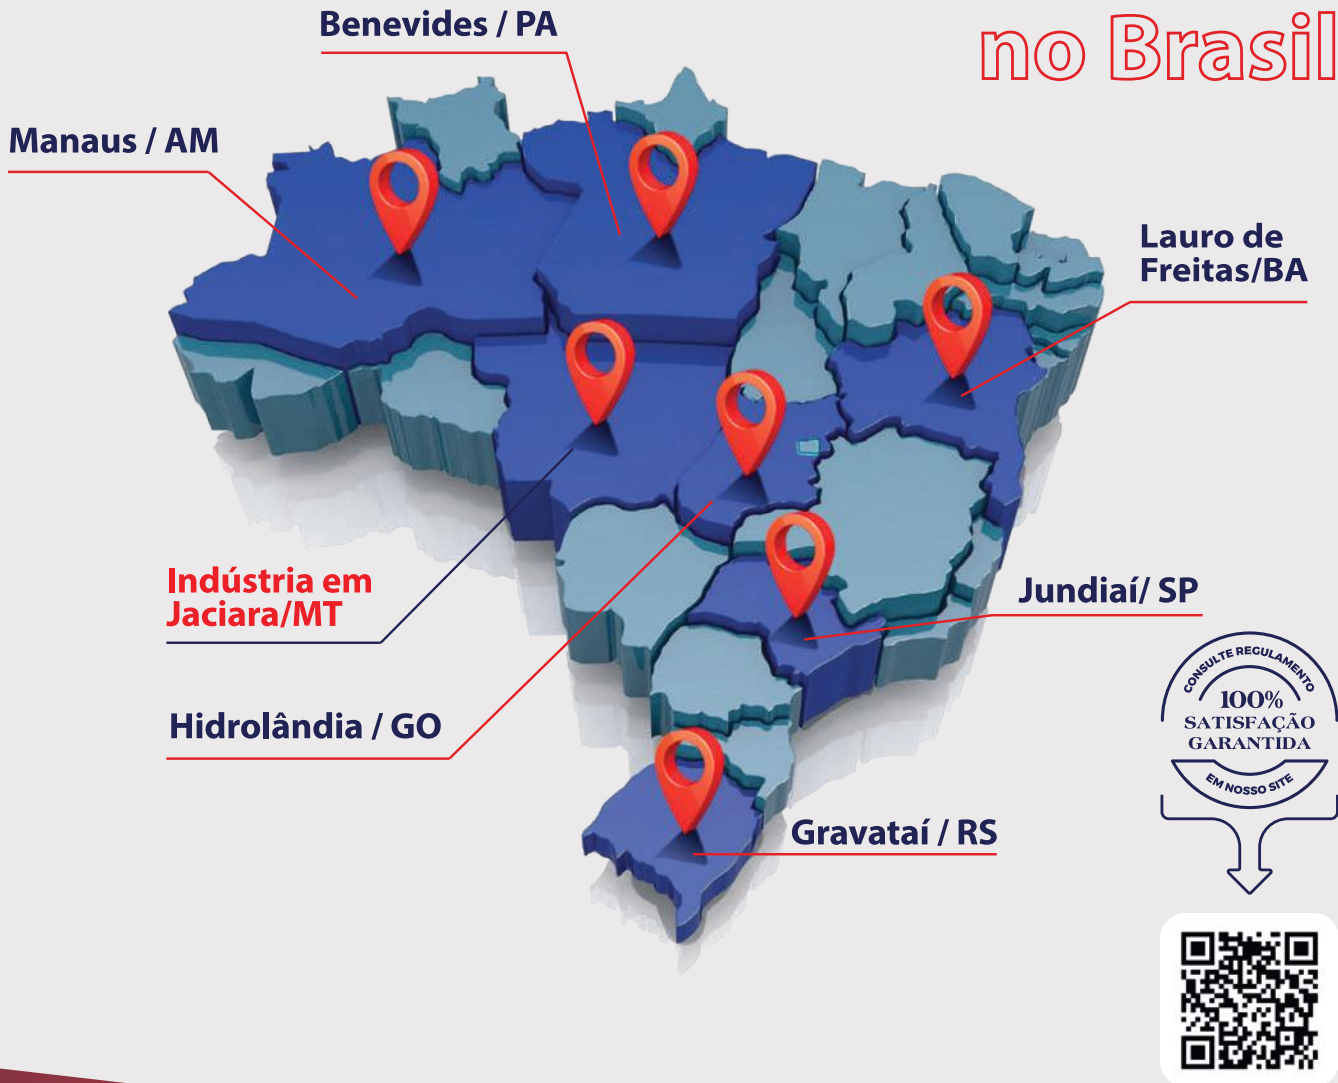 no Brasil
Benevides / PA
Manaus / AM
Lauro de
Freitas/BA
Indústria em
Jaciara/MT
Jundiaí/ SP
Hidrolândia / GO
Gravataí / RS
CONSULTE REGULAMENTO
100%
SATISFAÇÃO
GARANTIDA
EM NOSSO SITE